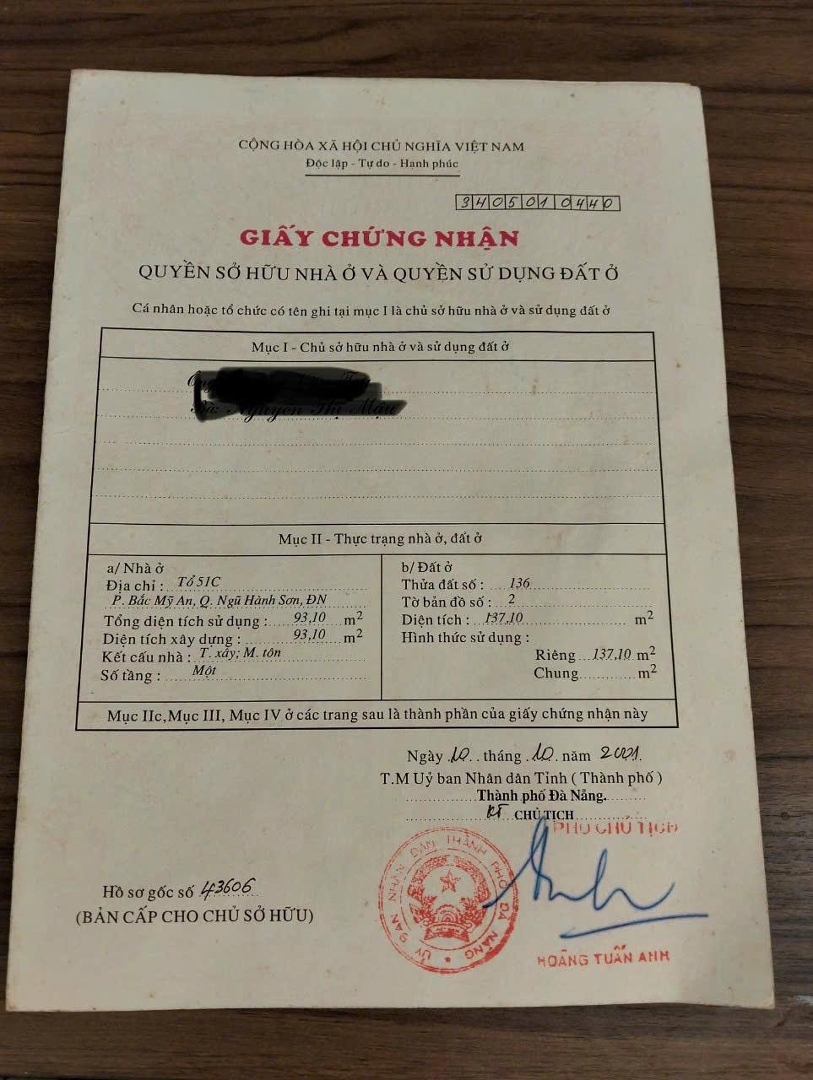 CỘNG HÒA XÃ HỘI CHỦ NGHĨA VIỆT NAM
Độc lập - Tự do - Hạnh phúc
3405010440
GIẤY CHỨNG NHẬN
QUYỀN SỞ HỮU NHÀ Ở VÀ QUYỀN SỬ DỤNG ĐẤT Ở
Cá nhân hoặc tổ chức có tên ghi tại mục I là chủ sở hữu nhà ở và sử dụng đất ở
Mục I - Chủ sở hữu nhà ở và sử dụng đất ở
Mục II - Thực trạng nhà ở, đất ở
a/ Nhà ở
Địa chỉ : Tổ 51C
P. Bắc Mỹ An, Q. Ngũ Hành Sơn, ĐN
Tổng diện tích sử dụng : 93,10 m²
Diện tích xây dựng : 93,10 m²
Kết cấu nhà : T. xây; M. tôn
Số tầng : Một
b/ Đất ở
Thửa đất số : 136
Tờ bản đồ số : 2
Diện tích : 137,10 m²
Hình thức sử dụng :
Riêng 137,10 m²
Chung m²
Mục IIc, Mục III, Mục IV ở các trang sau là thành phần của giấy chứng nhận này
Ngày 10 tháng 10 năm 2001.
T.M Uỷ ban Nhân dân Tỉnh ( Thành phố )
Thành phố Đà Nẵng.
KT CHỦ TỊCH
PHÓ CHỦ TỊCH
ỦY BAN NHÂN DÂN THÀNH PHỐ ĐÀ NẴNG
HOÀNG TUẤN ANH
Hồ sơ gốc số 43606
(BẢN CẤP CHO CHỦ SỞ HỮU)